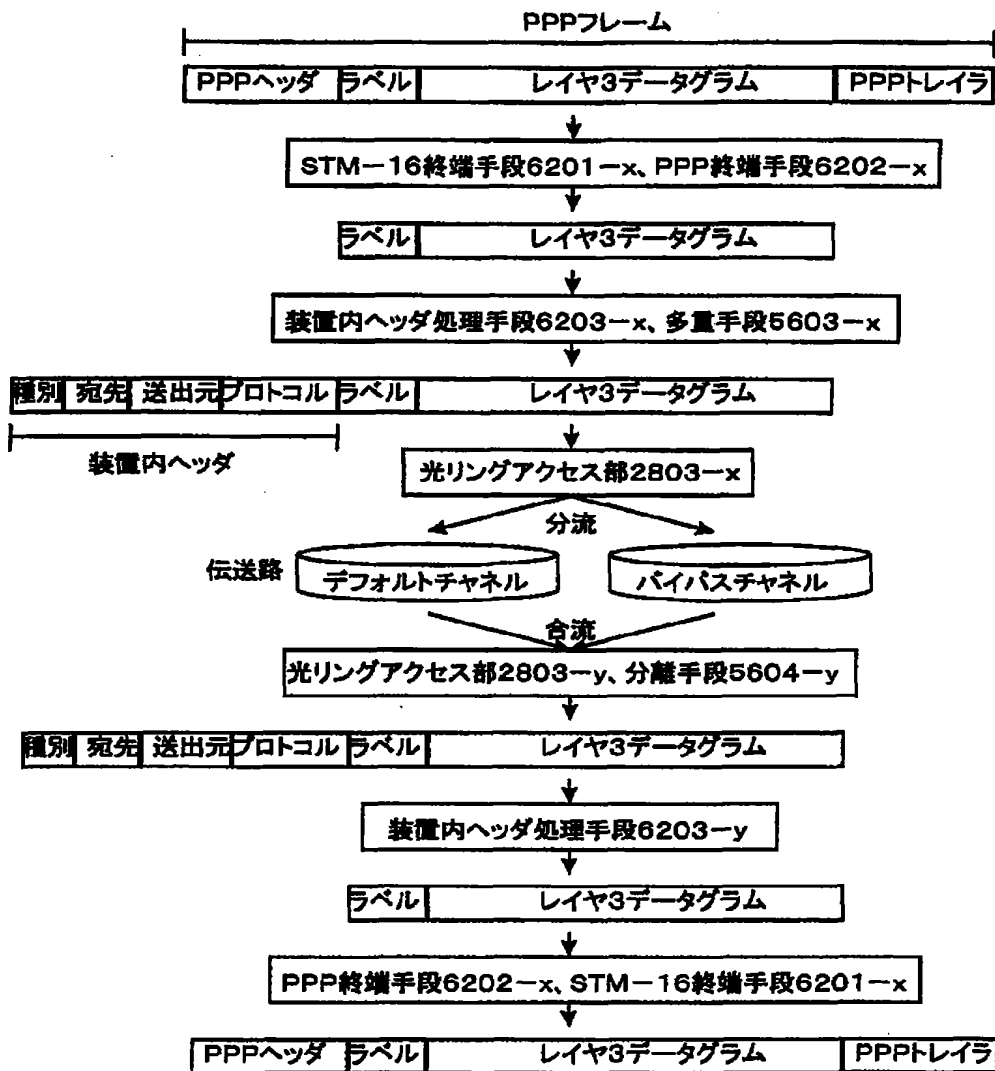 PPPフレーム
PPPヘッダ ラベル レイヤ3データグラム PPPトレイラ
STM-16終端手段6201-x、PPP終端手段6202-x
ラベル レイヤ3データグラム
装置内ヘッダ処理手段6203-x、多重手段5603-x
種別 宛先 送出元 プロトコル ラベル レイヤ3データグラム
装置内ヘッダ
光リングアクセス部2803-x
分流
伝送路 デフォルトチャネル バイパスチャネル
合流
光リングアクセス部2803-y、分離手段5604-y
種別 宛先 送出元 プロトコル ラベル レイヤ3データグラム
装置内ヘッダ処理手段6203-y
ラベル レイヤ3データグラム
PPP終端手段6202-x、STM-16終端手段6201-x
PPPヘッダ ラベル レイヤ3データグラム PPPトレイラ